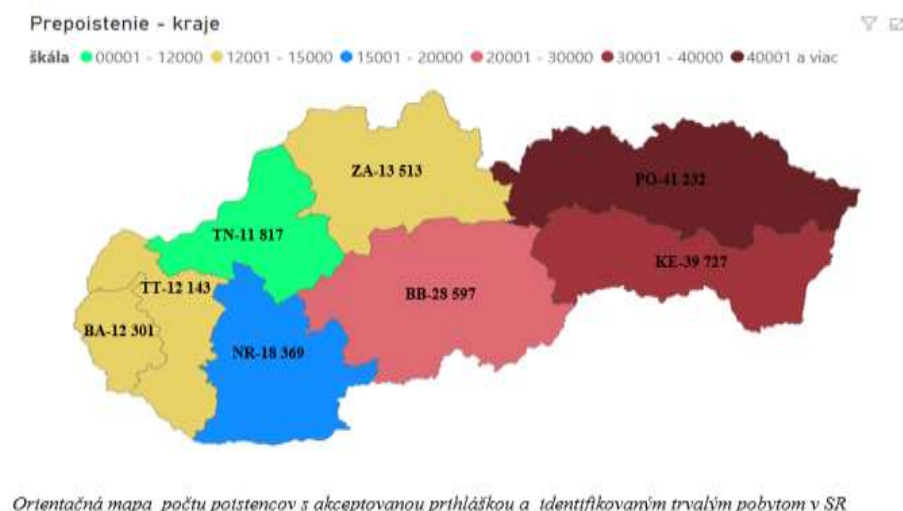 Prepoistenie - kraje
škála 00001 - 12000 12001 - 15000 15001 - 20000 20001 - 30000 30001 - 40000 40001 a viac
ZA-13 513
PO-41 232
TN-11 817
KE-39 727
TT-12 143
BB-28 597
BA-12 301
NR-18 369
Orientačná mapa počtu poistencov s akceptovanou prihláškou a identifikovaným trvalým pobytom v SR